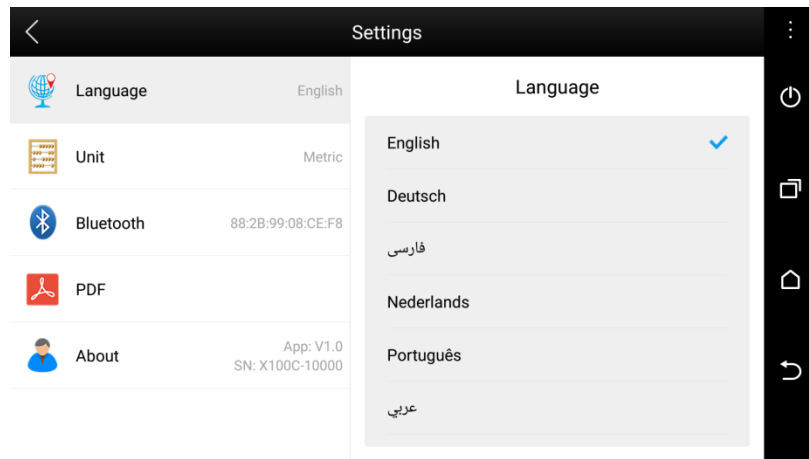 Settings
Language English
Unit Metric
Bluetooth 88:2B:99:08:CE:F8
PDF
About App: V1.0
SN: X100C-10000
Language
English
Deutsch
فارسی
Nederlands
Português
عربي